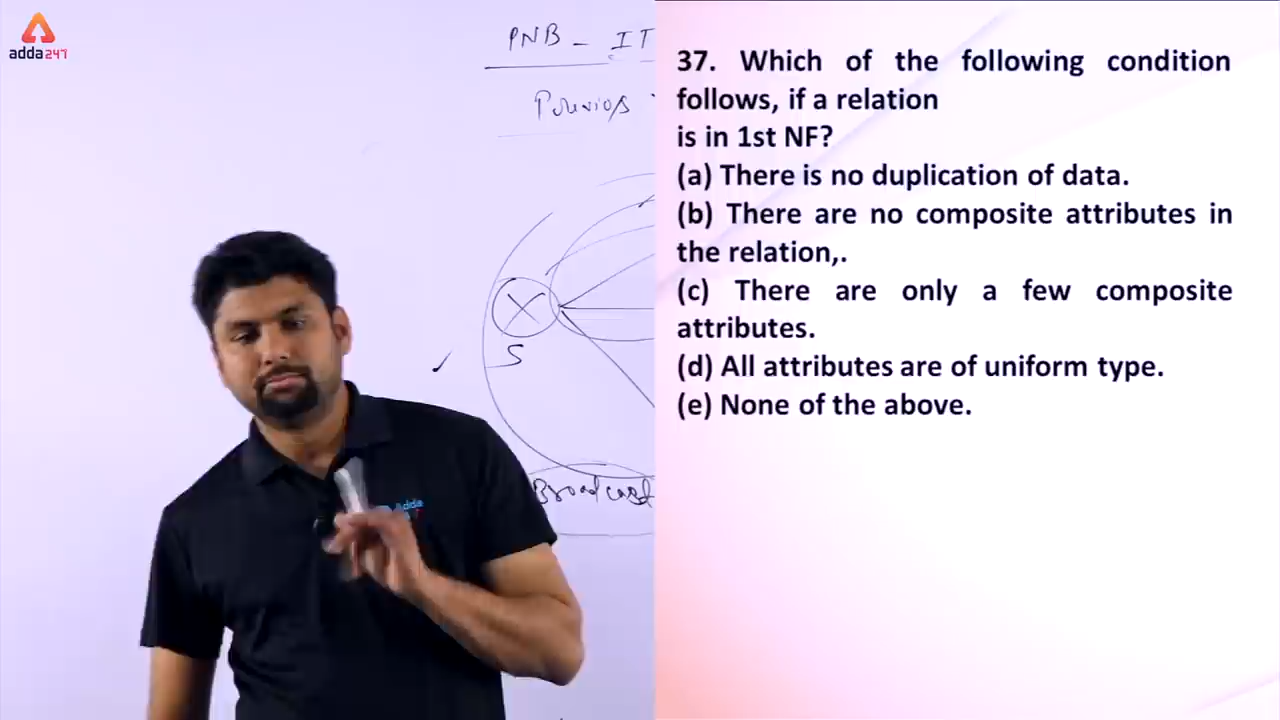 adda247
PNB - IT
37. Which of the following condition
follows, if a relation
is in 1st NF?
(a) There is no duplication of data.
(b) There are no composite attributes in
the relation,.
(c) There are only a few composite
attributes.
(d) All attributes are of uniform type.
(e) None of the above.
S
Broadcast
Adda